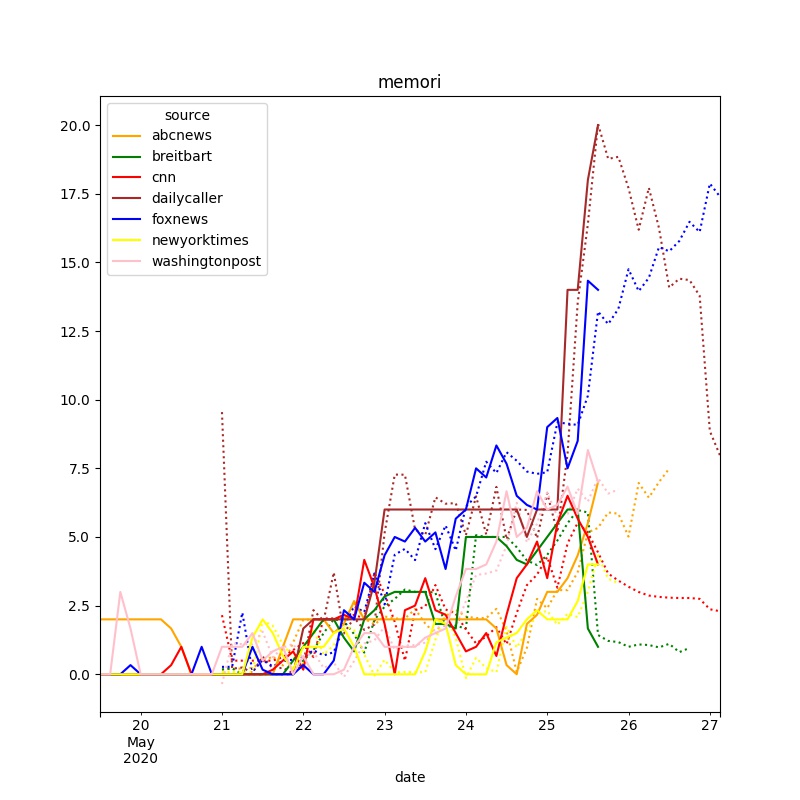 memori
source
abcnews
breitbart
cnn
dailycaller
foxnews
newyorktimes
washingtonpost
20.0
17.5
15.0
12.5
10.0
7.5
5.0
2.5
0.0
20 21 22 23 24 25 26 27
May
2020
date